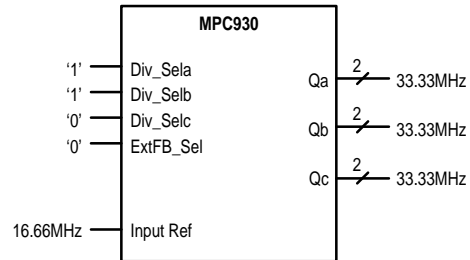 MPC930
‘1’ Div_Sela
‘1’ Div_Selb
‘0’ Div_Selc
‘0’ ExtFB_Sel
16.66MHz Input Ref
Qa 2 33.33MHz
Qb 2 33.33MHz
Qc 2 33.33MHz